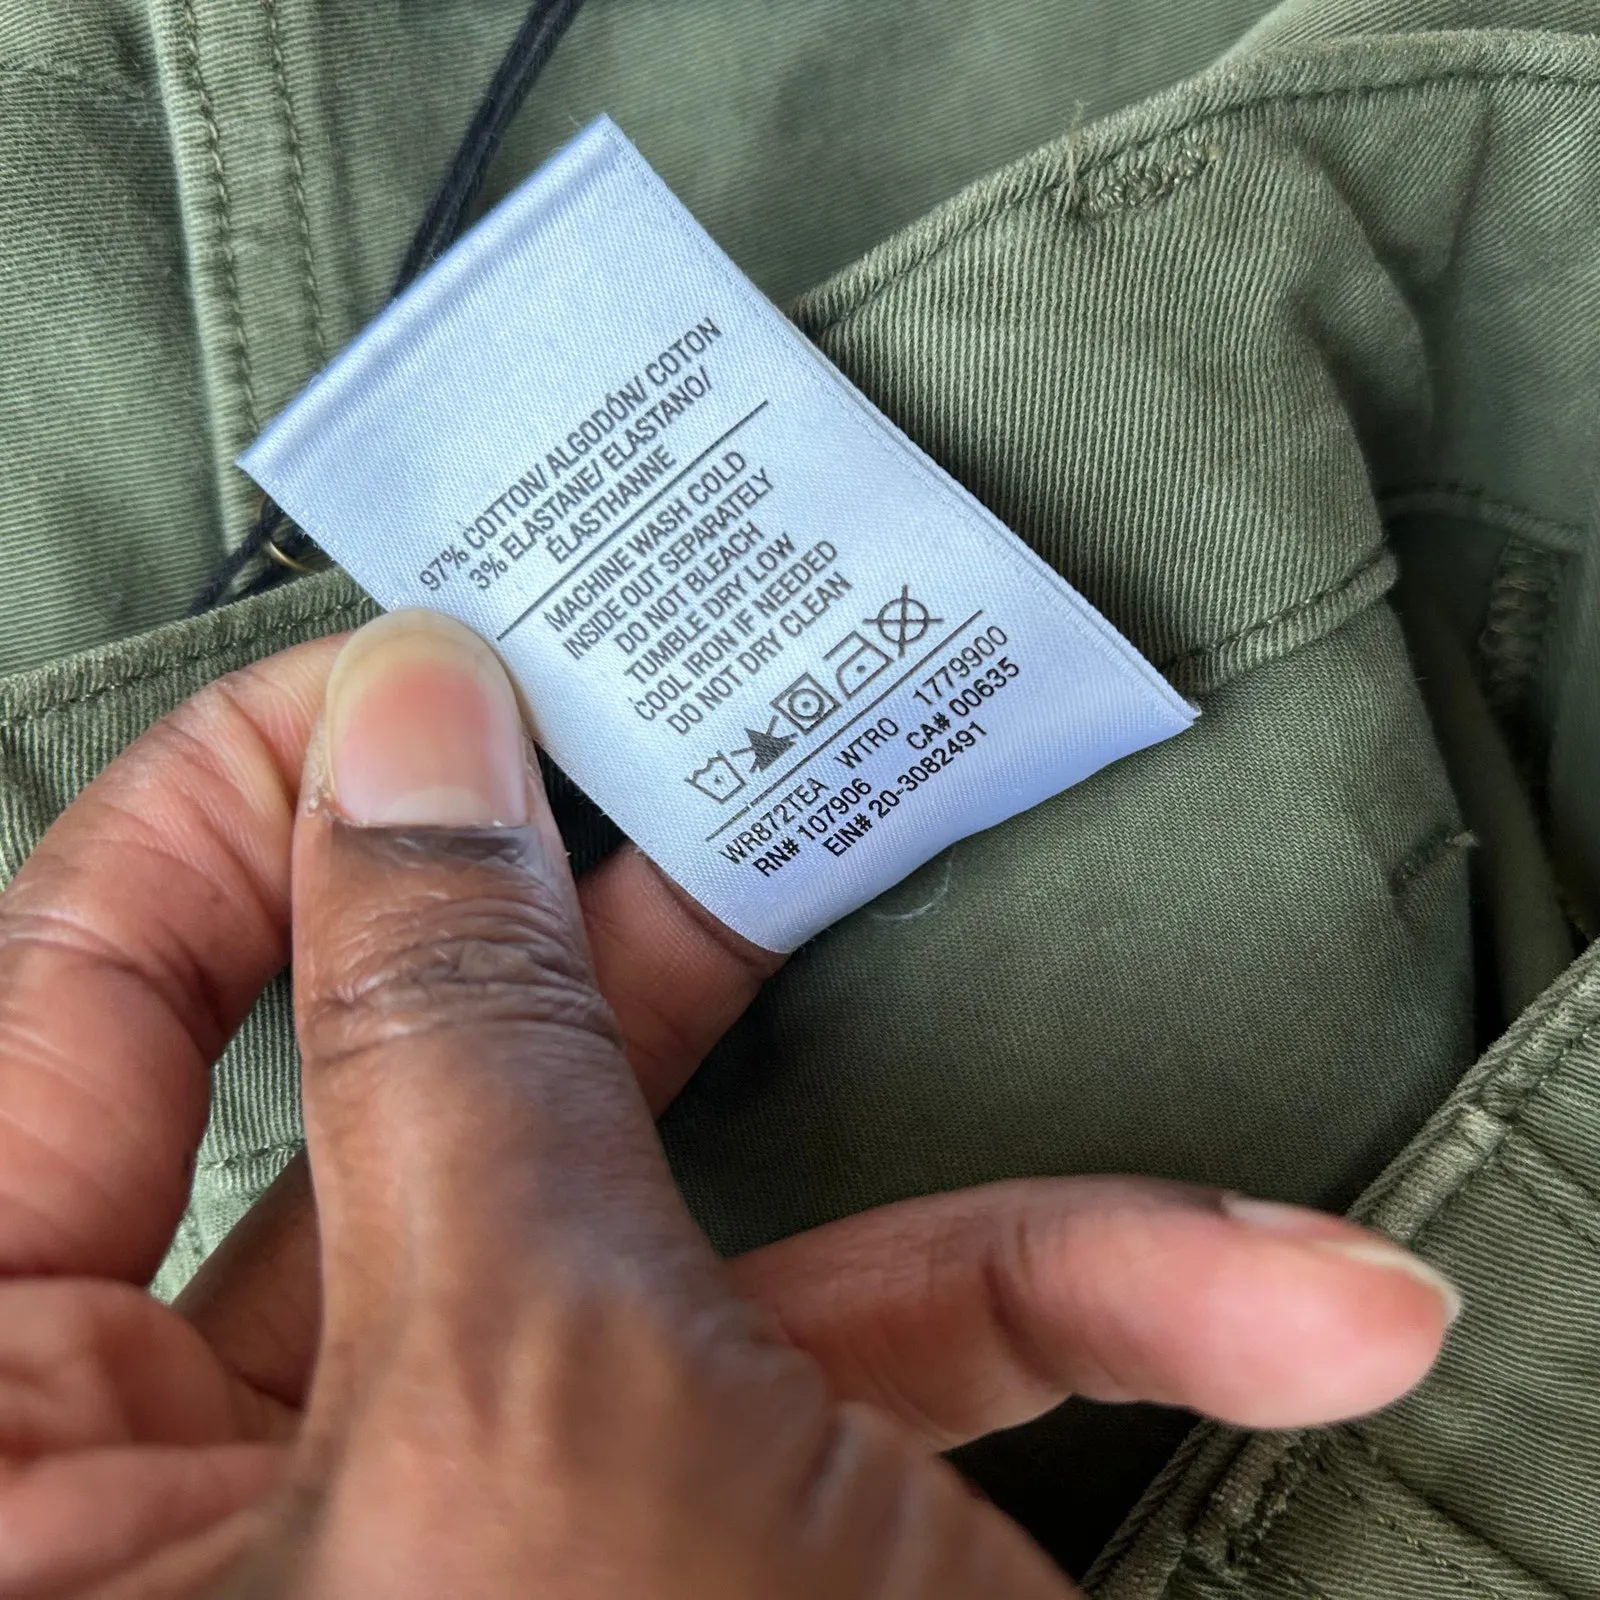 97% COTTON/ ALGODÓN/ COTON
3% ELASTANE/ ELASTANO/
ÉLASTHANNE
MACHINE WASH COLD
INSIDE OUT SEPARATELY
DO NOT BLEACH
TUMBLE DRY LOW
COOL IRON IF NEEDED
DO NOT DRY CLEAN
WR872TEA WTRO 1779900
RN# 107906 CA# 00635
EIN# 20-3082491